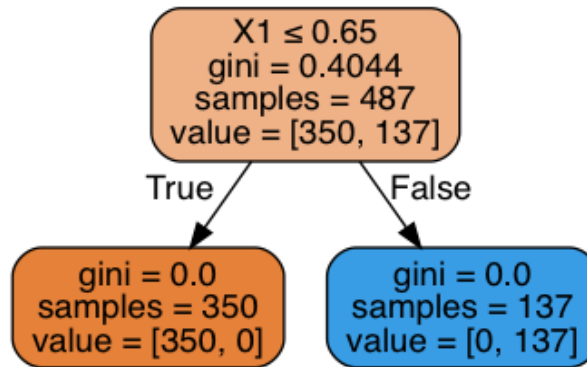 X1 ≤ 0.65
gini = 0.4044
samples = 487
value = [350, 137]
True
False
gini = 0.0
samples = 350
value = [350, 0]
gini = 0.0
samples = 137
value = [0, 137]